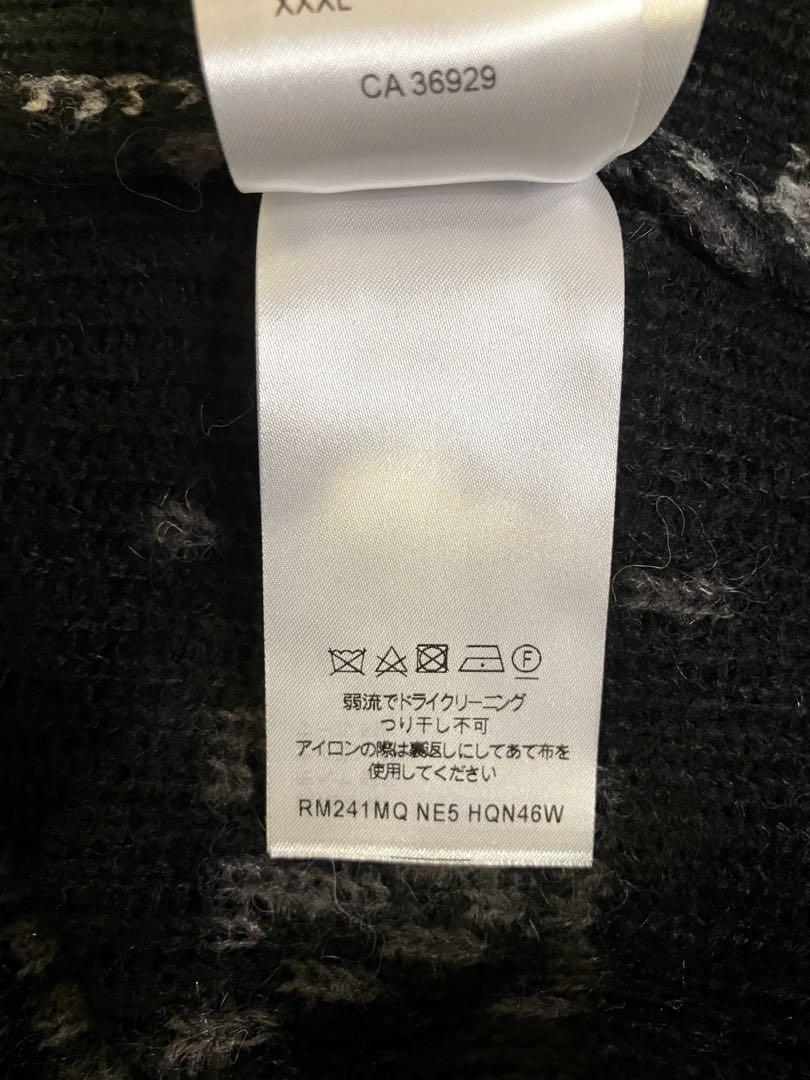 XXXL
CA 36929
F
弱流でドライクリーニング
つり干し不可
アイロンの際は裏返しにしてあて布を
使用してください
RM241MQ NE5 HQN46W